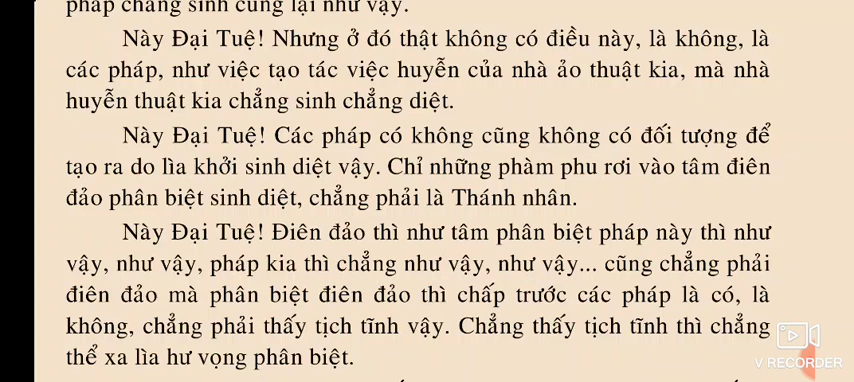 pháp chẳng sinh cũng lại như vậy.
Này Đại Tuệ! Nhưng ở đó thật không có điều này, là không, là
các pháp, như việc tạo tác việc huyễn của nhà ảo thuật kia, mà nhà
huyễn thuật kia chẳng sinh chẳng diệt.
Này Đại Tuệ! Các pháp có không cũng không có đối tượng để
tạo ra do lìa khởi sinh diệt vậy. Chỉ những phàm phu rơi vào tâm điên
đảo phân biệt sinh diệt, chẳng phải là Thánh nhân.
Này Đại Tuệ! Điên đảo thì như tâm phân biệt pháp này thì như
vậy, như vậy, pháp kia thì chẳng như vậy, như vậy... cũng chẳng phải
điên đảo mà phân biệt điên đảo thì chấp trước các pháp là có, là
không, chẳng phải thấy tịch tĩnh vậy. Chẳng thấy tịch tĩnh thì chẳng
thể xa lìa hư vọng phân biệt.
V RECORDER